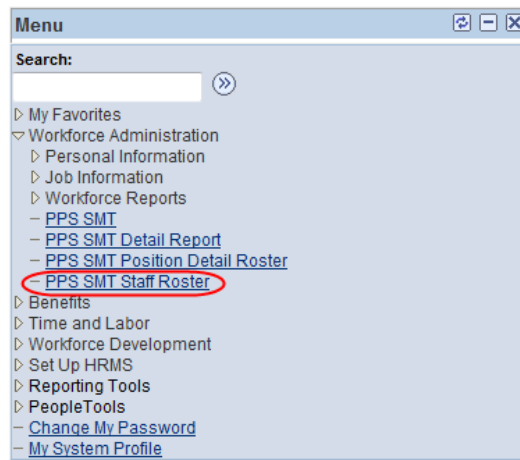 Menu
Search:
My Favorites
Workforce Administration
Personal Information
Job Information
Workforce Reports
PPS SMT
PPS SMT Detail Report
PPS SMT Position Detail Roster
PPS SMT Staff Roster
Benefits
Time and Labor
Workforce Development
Set Up HRMS
Reporting Tools
PeopleTools
Change My Password
My System Profile